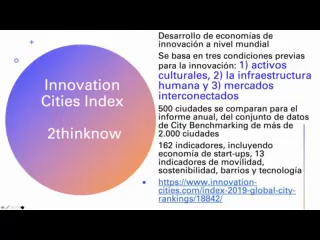 Innovation
Cities Index
2thinknow
Desarrollo de economías de
innovación a nivel mundial
Se basa en tres condiciones previas
para la innovación: 1) activos
culturales, 2) la infraestructura
humana y 3) mercados
interconectados
500 ciudades se comparan para el
informe anual, del conjunto de datos
de City Benchmarking de más de
2.000 ciudades
162 indicadores, incluyendo
economía de start-ups, 13
indicadores de movilidad,
sostenibilidad, barrios y tecnología
https://www.innovation-
cities.com/index-2019-global-city-
rankings/18842/